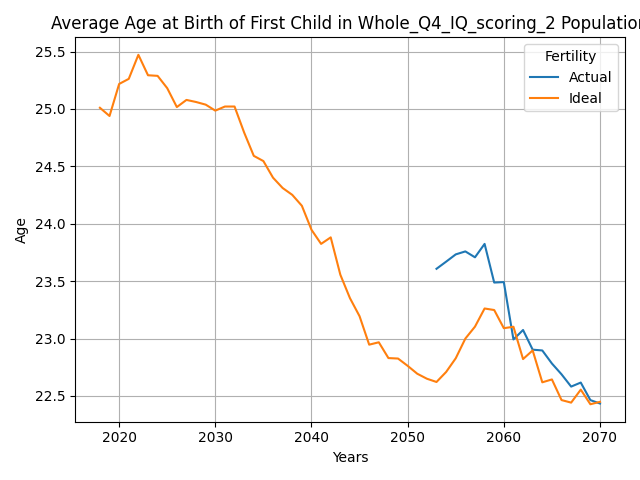 Average Age at Birth of First Child in Whole_Q4_IQ_scoring_2 Population
Fertility
Actual
Ideal
25.5
25.0
24.5
24.0
23.5
23.0
22.5
Age
2020
2030
2040
2050
2060
2070
Years